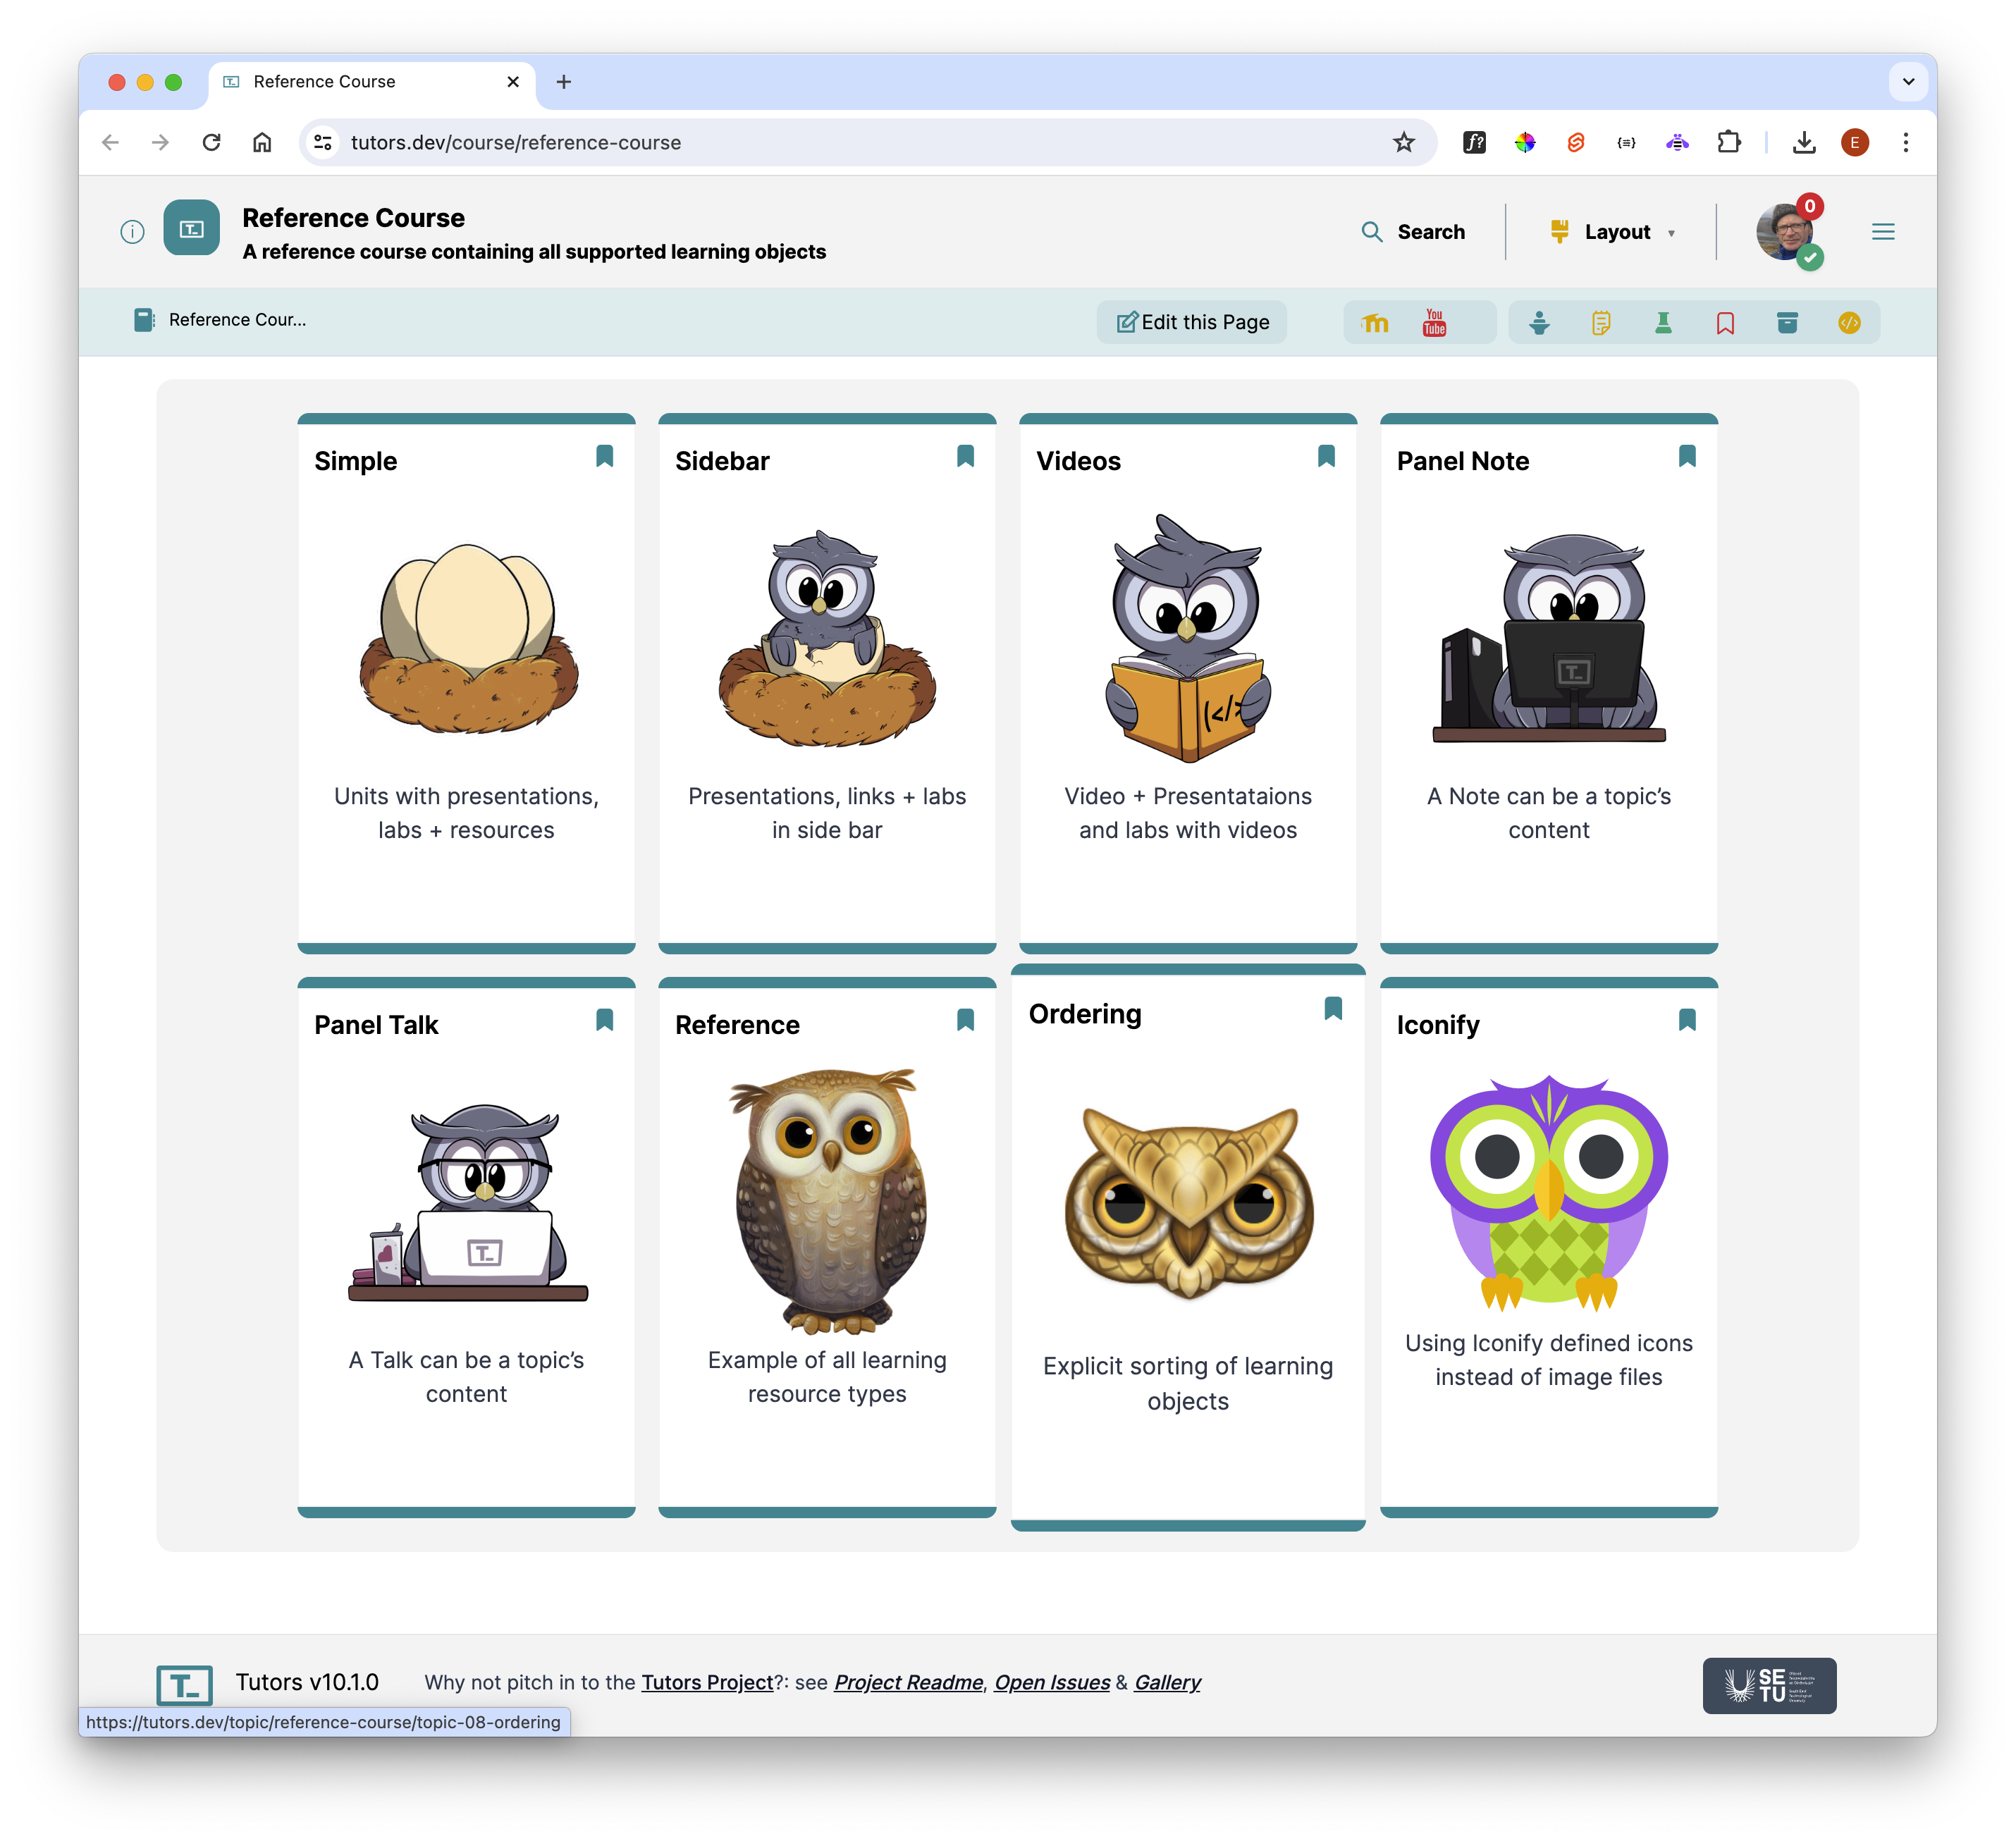 Reference Course
tutors.dev/course/reference-course
f?
E
T_
Reference Course
A reference course containing all supported learning objects
Search
Layout
0
Reference Cour...
Edit this Page
You
Tube
Simple
Sidebar
Videos
Panel Note
(</>
T_
Units with presentations,
labs + resources
Presentations, links + labs
in side bar
Video + Presentataions
and labs with videos
A Note can be a topic's
content
Panel Talk
Reference
Ordering
Iconify
T_
A Talk can be a topic's
content
Example of all learning
resource types
Explicit sorting of learning
objects
Using Iconify defined icons
instead of image files
T_
Tutors v10.1.0
Why not pitch in to the Tutors Project?: see Project Readme, Open Issues & Gallery
SE
TU
https://tutors.dev/topic/reference-course/topic-08-ordering